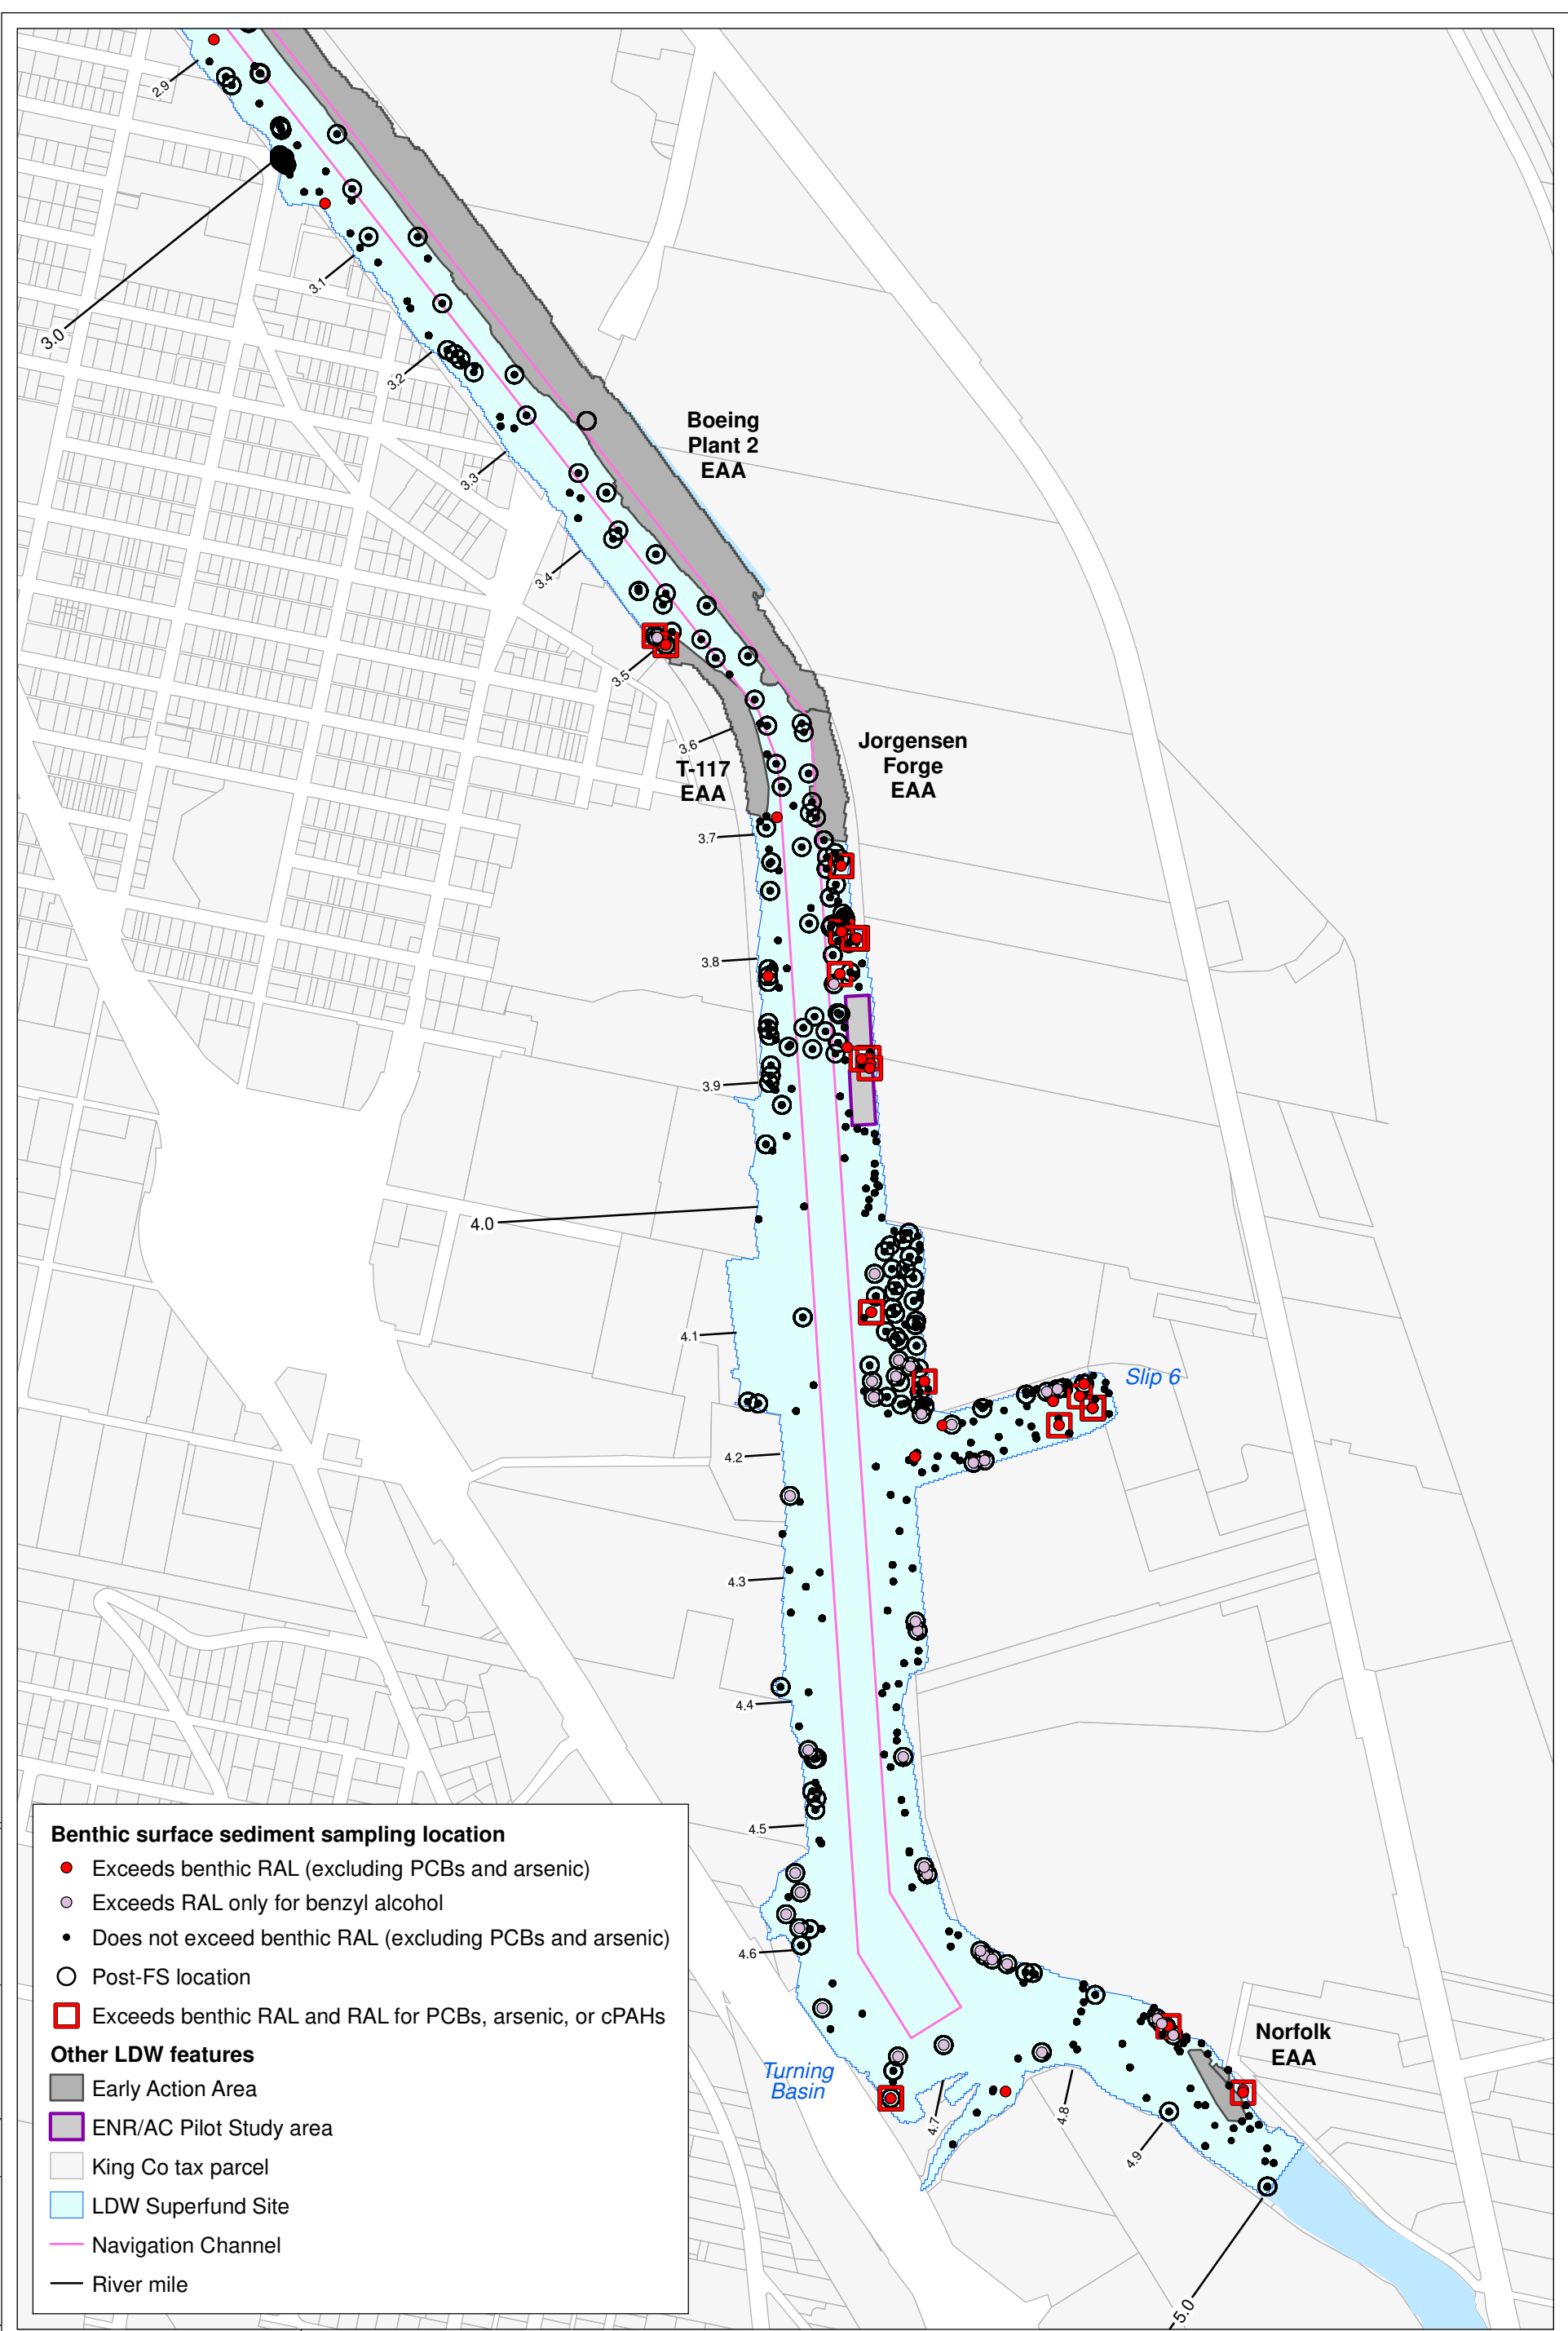 2.9
3.0
3.1
3.2
3.3
3.4
3.5
3.6
3.7
3.8
3.9
4.0
4.1
4.2
4.3
4.4
4.5
4.6
4.7
4.8
4.9
5.0
Boeing
Plant 2
EAA
Jorgensen
Forge
EAA
T-117
EAA
Slip 6
Turning
Basin
Norfolk
EAA
Benthic surface sediment sampling location
Exceeds benthic RAL (excluding PCBs and arsenic)
Exceeds RAL only for benzyl alcohol
Does not exceed benthic RAL (excluding PCBs and arsenic)
Post-FS location
Exceeds benthic RAL and RAL for PCBs, arsenic, or cPAHs
Other LDW features
Early Action Area
ENR/AC Pilot Study area
King Co tax parcel
LDW Superfund Site
Navigation Channel
River mile